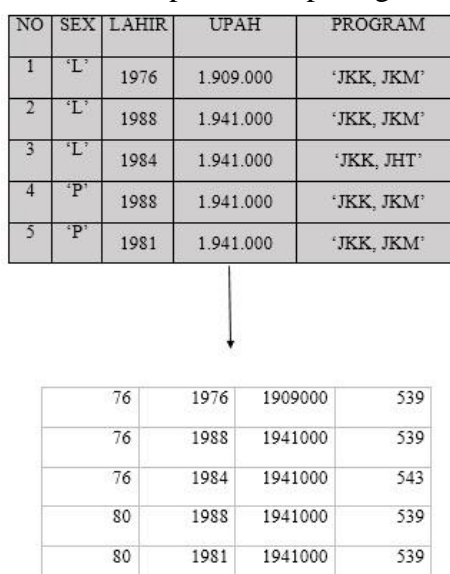 NO SEX LAHIR UPAH PROGRAM
1 ‘L’ 1976 1.909.000 ‘JKK, JKM’
2 ‘L’ 1988 1.941.000 ‘JKK, JKM’
3 ‘L’ 1984 1.941.000 ‘JKK, JHT’
4 ‘P’ 1988 1.941.000 ‘JKK, JKM’
5 ‘P’ 1981 1.941.000 ‘JKK, JKM’
76 1976 1909000 539
76 1988 1941000 539
76 1984 1941000 543
80 1988 1941000 539
80 1981 1941000 539